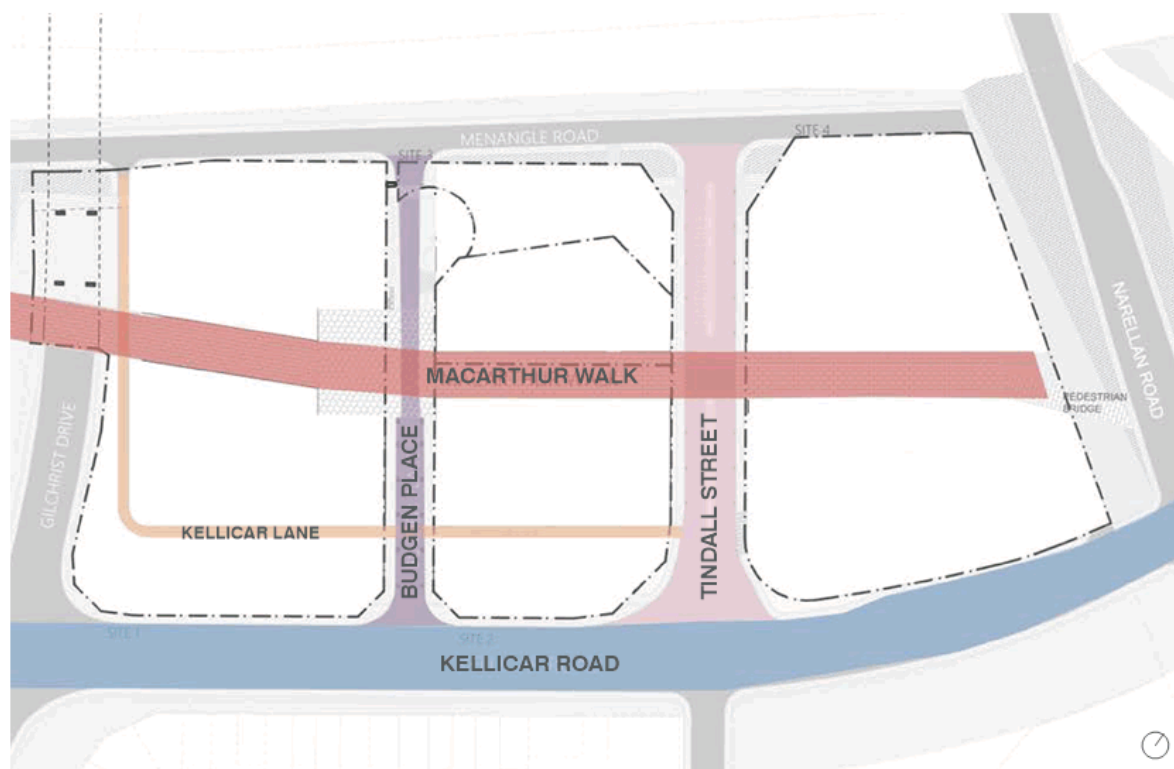 SITE 4
MENANGLE ROAD
SITE 3
NARELLAN ROAD
MACARTHUR WALK
PEDESTRIAN
BRIDGE
GILCHRIST DRIVE
BUDGEN PLACE
TINDALL STREET
KELLICAR LANE
SITE 1
SITE 2
KELLICAR ROAD